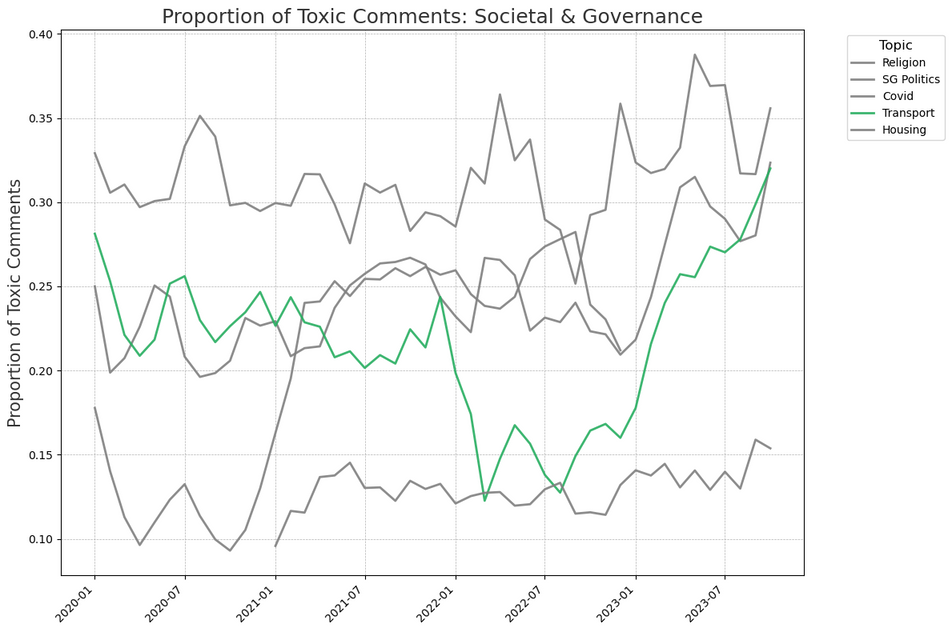 Proportion of Toxic Comments: Societal & Governance
Proportion of Toxic Comments
0.40
0.35
0.30
0.25
0.20
0.15
0.10
2020-01
2020-07
2021-01
2021-07
2022-01
2022-07
2023-01
2023-07
Topic
Religion
SG Politics
Covid
Transport
Housing